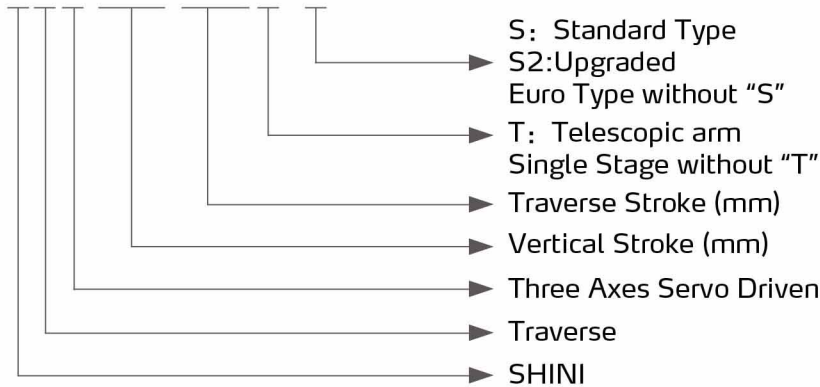 S： Standard Type
S2:Upgraded
Euro Type without “S”
T： Telescopic arm
Single Stage without “T”
Traverse Stroke (mm)
Vertical Stroke (mm)
Three Axes Servo Driven
Traverse
SHINI